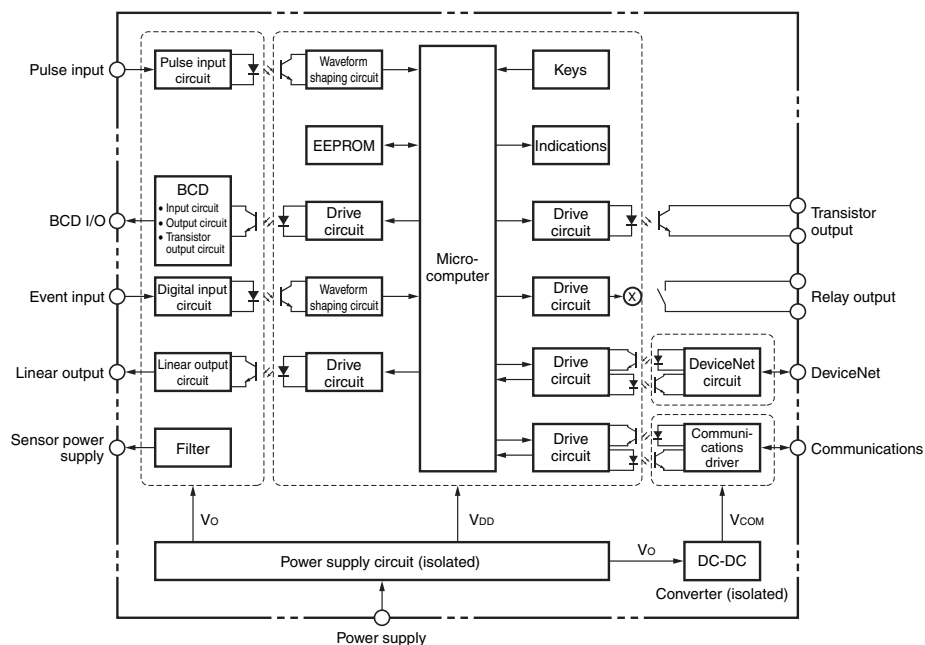 Pulse input
Pulse input
circuit
Waveform
shaping circuit
Keys
EEPROM
Indications
BCD I/O
BCD
• Input circuit
• Output circuit
• Transistor
output circuit
Drive
circuit
Micro-
computer
Drive
circuit
Transistor
output
Event input
Digital input
circuit
Waveform
shaping circuit
Drive
circuit
X
Relay output
Linear output
Linear output
circuit
Drive
circuit
Drive
circuit
DeviceNet
circuit
DeviceNet
Sensor power
supply
Filter
Drive
circuit
Communi-
cations
driver
Communications
VO
VDD
VCOM
Power supply circuit (isolated)
VO
DC-DC
Converter (isolated)
Power supply